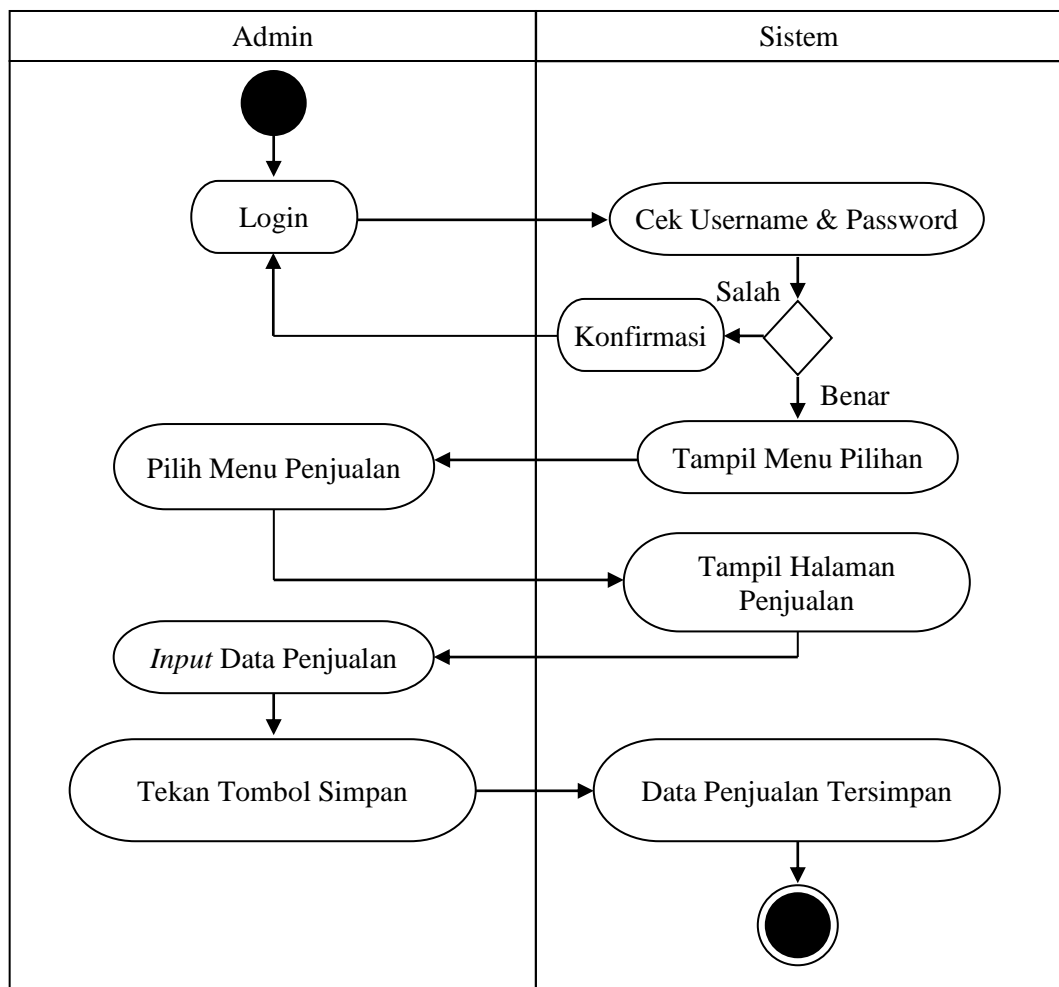 Admin
Sistem
Login
Cek Username & Password
Salah
Konfirmasi
Benar
Pilih Menu Penjualan
Tampil Menu Pilihan
Tampil Halaman
Penjualan
Input Data Penjualan
Tekan Tombol Simpan
Data Penjualan Tersimpan